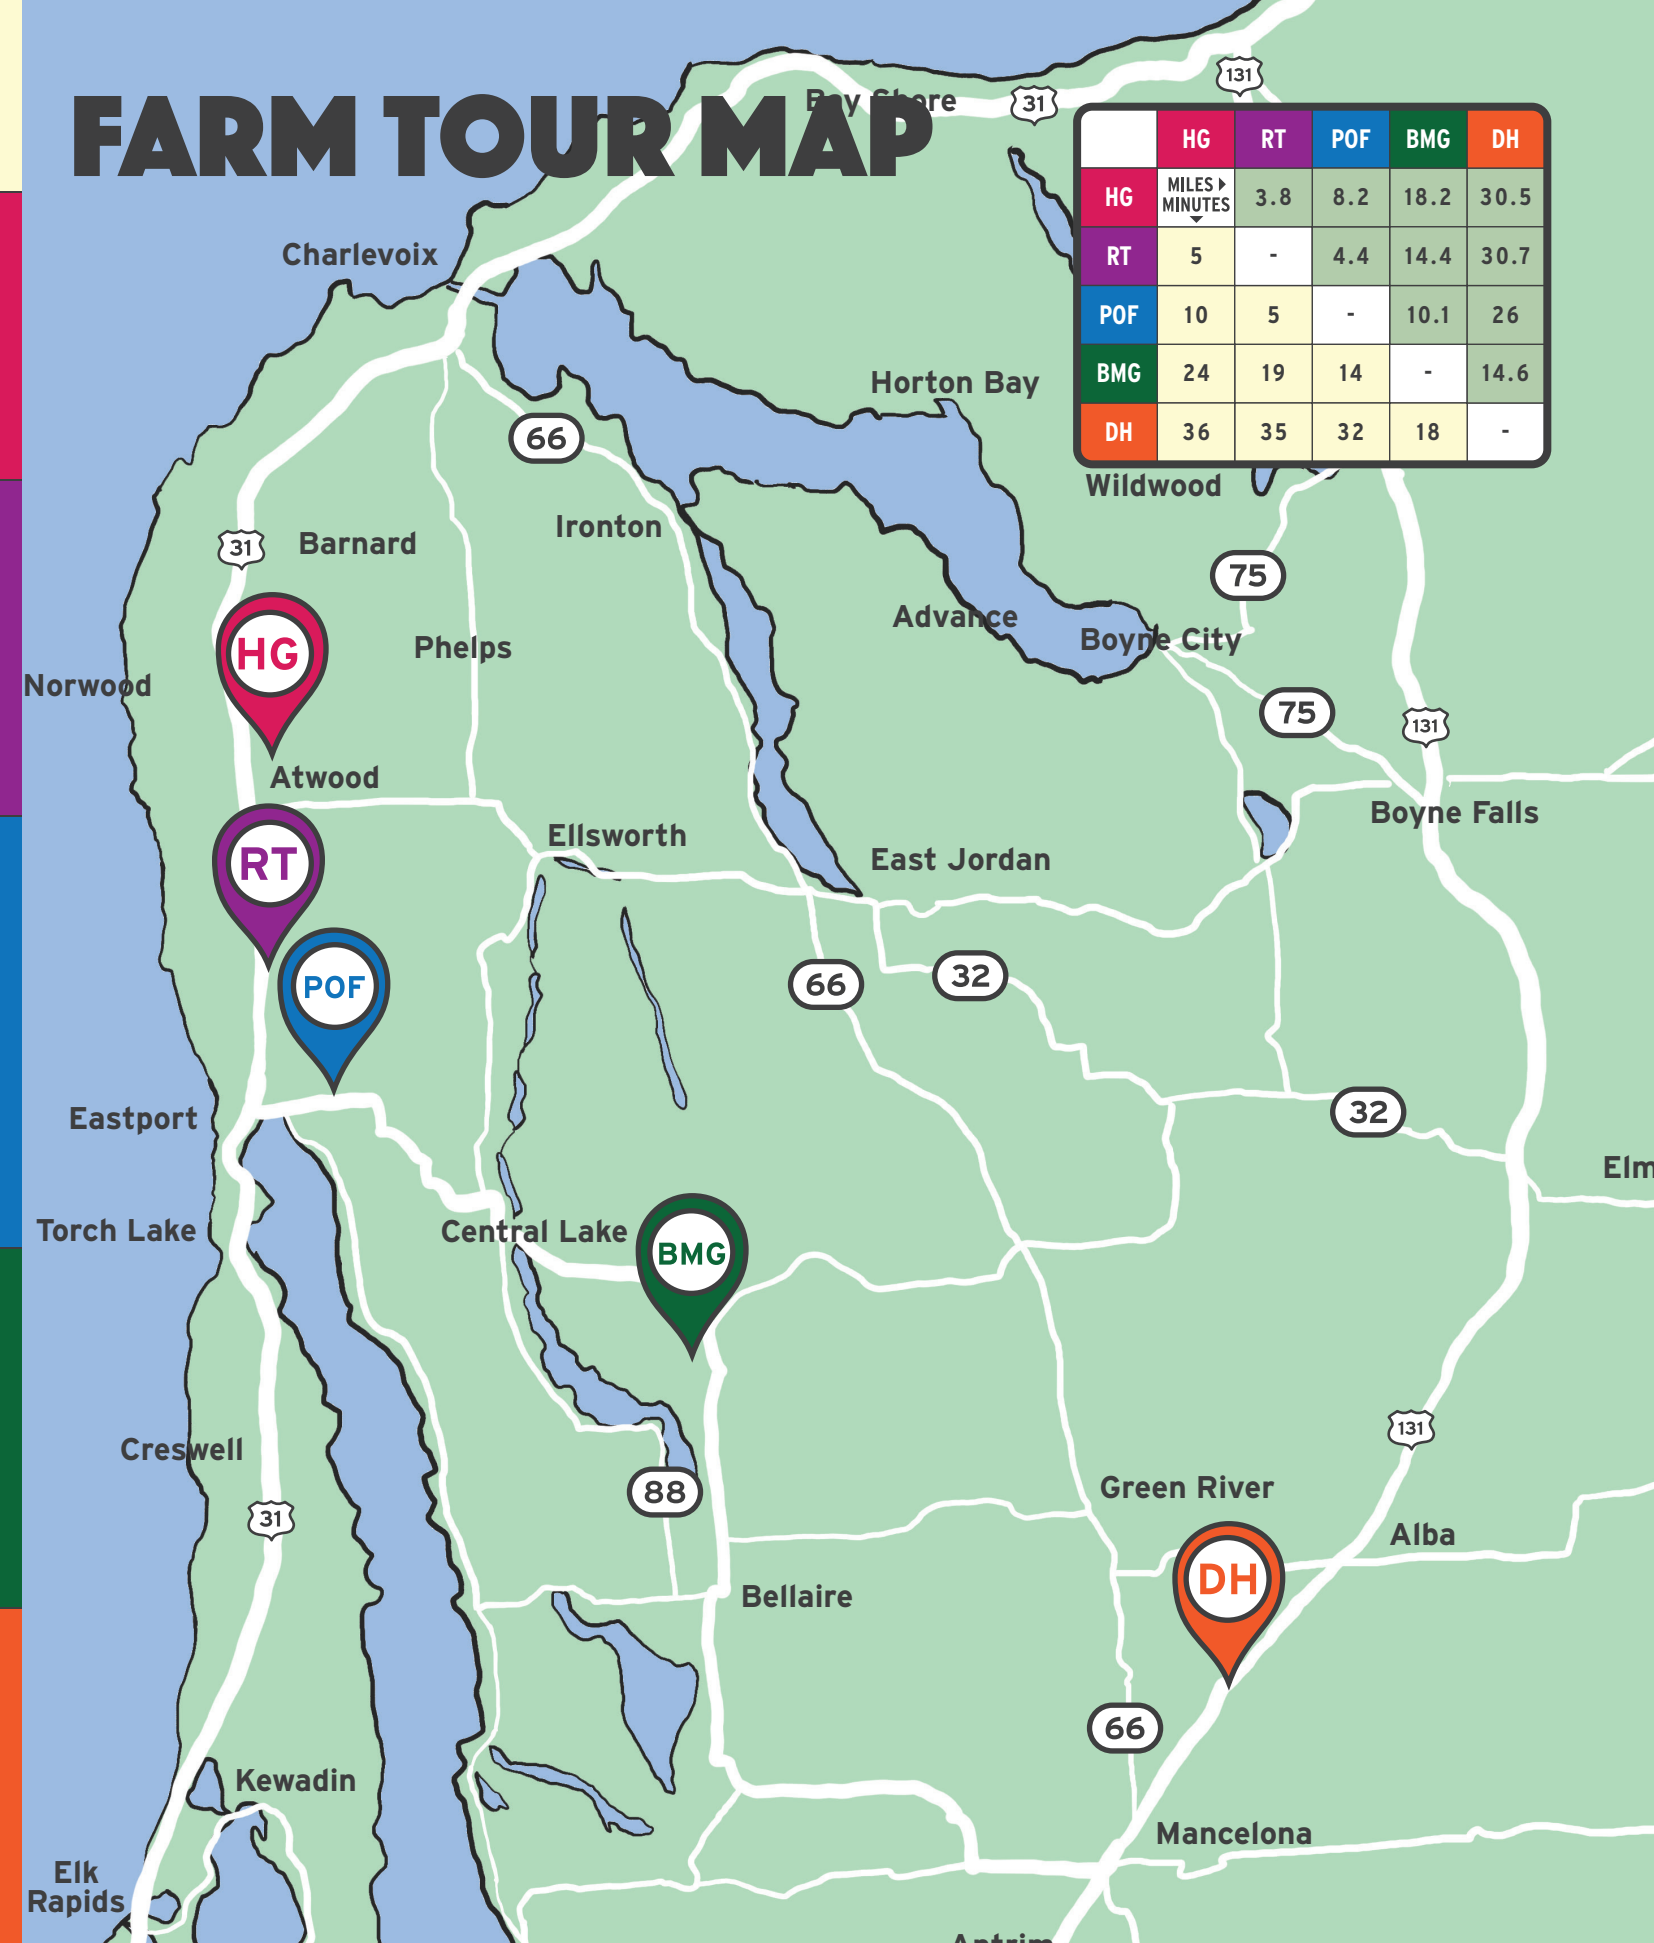 FARM TOUR MAP
Bay Shore
31
131
HG RT POF BMG DH
HG MILES MINUTES 3.8 8.2 18.2 30.5
RT 5 - 4.4 14.4 30.7
POF 10 5 - 10.1 26
BMG 24 19 14 - 14.6
DH 36 35 32 18 -
Charlevoix
Horton Bay
66
Wildwood
Ironton
31
Barnard
75
Advance
Boyne City
HG
Phelps
Norwood
75
131
Atwood
Boyne Falls
Ellsworth
RT
East Jordan
POF
66
32
Eastport
32
Elm
Torch Lake
Central Lake
BMG
131
Creswell
88
Green River
31
Alba
DH
Bellaire
66
Kewadin
Mancelona
Elk
Rapids
Antrim